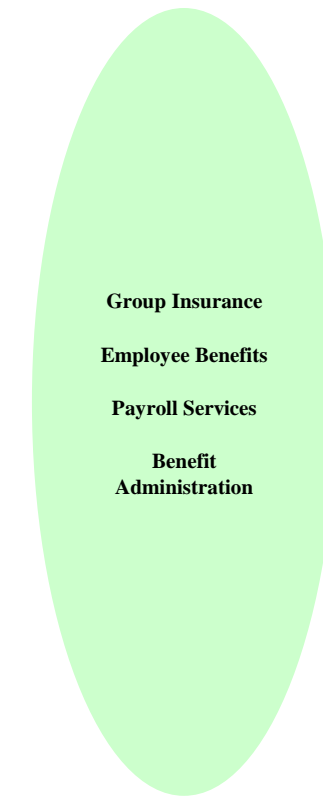 Group Insurance
Employee Benefits
Payroll Services
Benefit
Administration